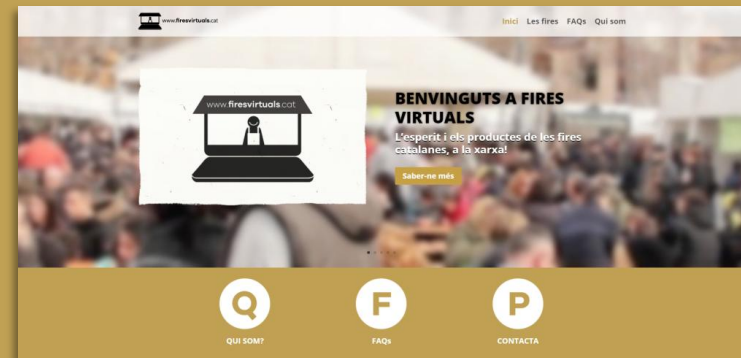 www.firesvirtuals.cat
Inici Les fires FAQs Qui som
www.firesvirtuals.cat
BENVINGUTS A FIRES
VIRTUALS
L'esperit i els productes de les fires
catalanes, a la xarxa!
Saber-ne més
Q F P
QUI SOM? FAQs CONTACTA